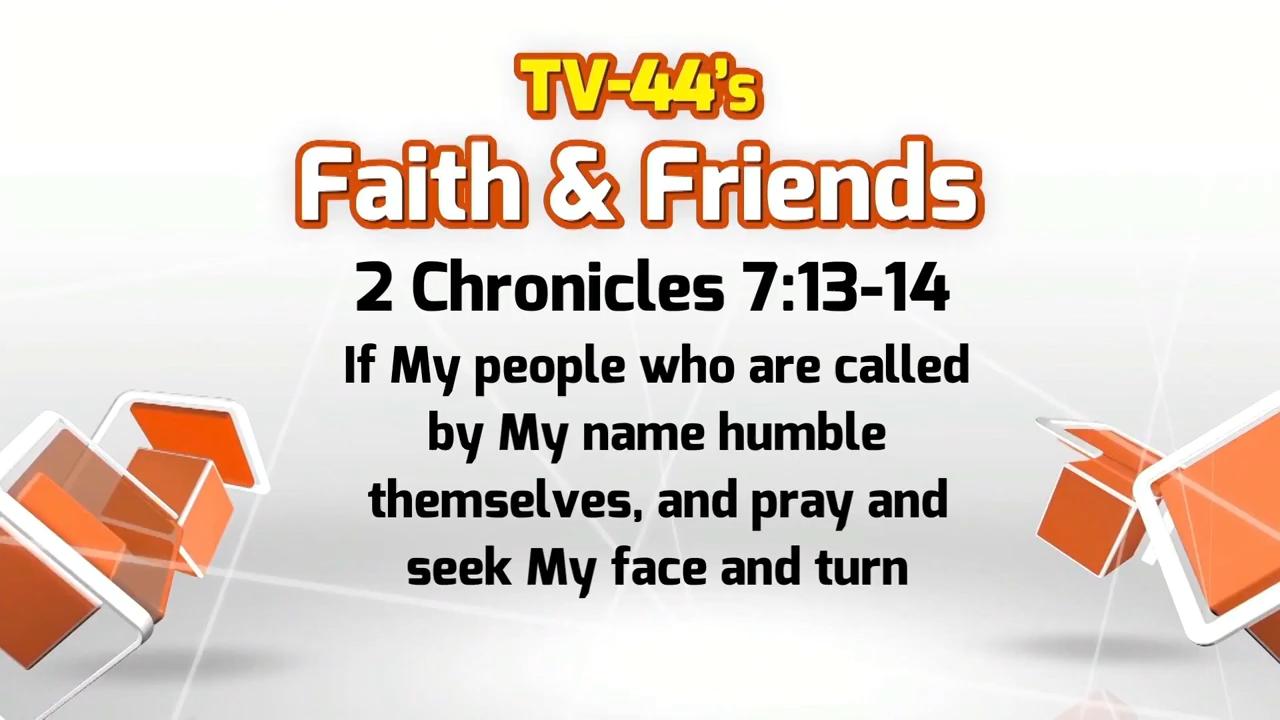 TV-44's
Faith & Friends
2 Chronicles 7:13-14
If My people who are called
by My name humble
themselves, and pray and
seek My face and turn